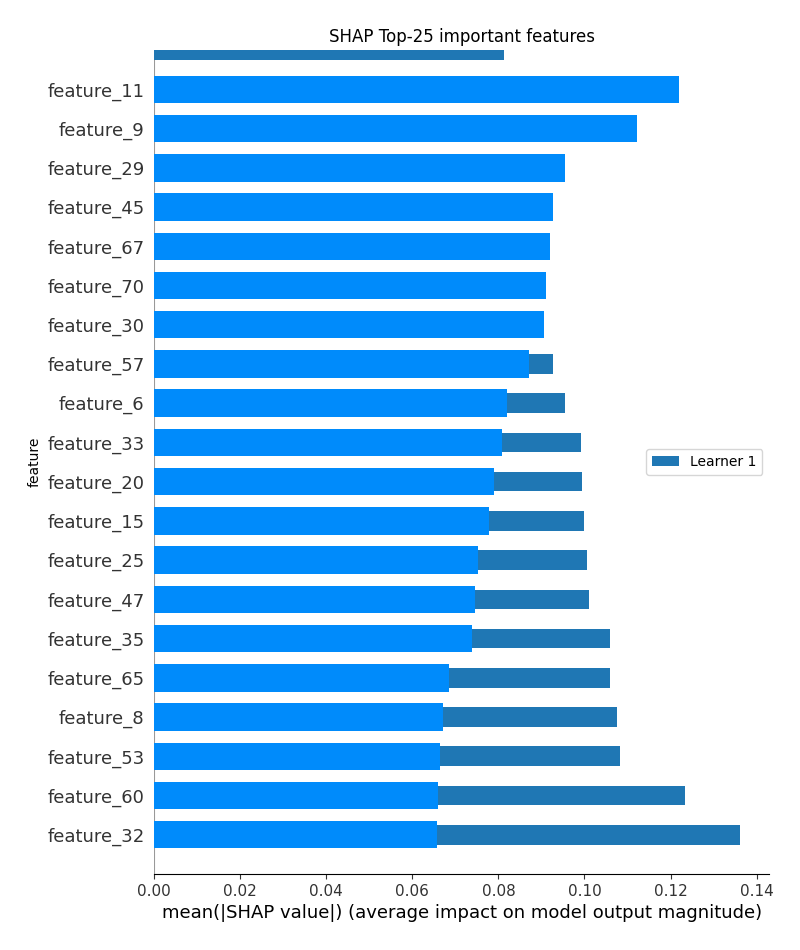 SHAP Top-25 important features
feature_11
feature_9
feature_29
feature_45
feature_67
feature_70
feature_30
feature_57
feature_6
feature_33
feature
Learner 1
feature_20
feature_15
feature_25
feature_47
feature_35
feature_65
feature_8
feature_53
feature_60
feature_32
0.00 0.02 0.04 0.06 0.08 0.10 0.12 0.14
mean(|SHAP value|) (average impact on model output magnitude)